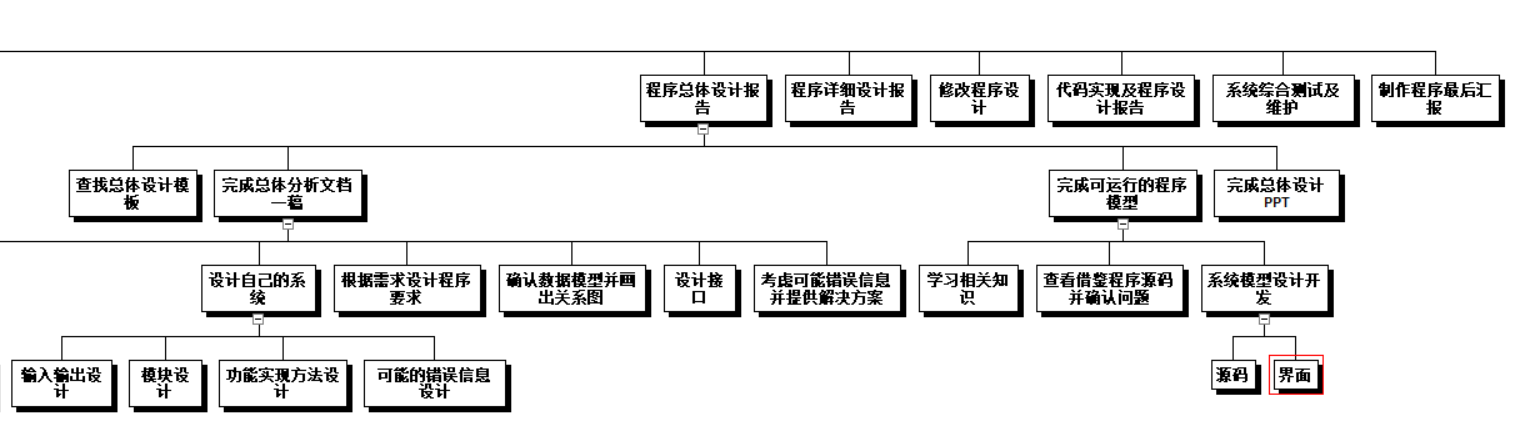 程序总体设计报
告
程序详细设计报
告
修改程序设
计
代码实现及程序设
计报告
系统综合测试及
维护
制作程序最后汇
报
查找总体设计模
板
完成总体分析文档
一稿
完成可运行的程序
模型
完成总体设计
PPT
设计自己的系
统
根据需求设计程序
要求
确认数据模型并画
出关系图
设计接
口
考虑可能错误信息
并提供解决方案
学习相关知
识
查看借鉴程序源码
并确认问题
系统模型设计开
发
输入输出设
计
模块设
计
功能实现方法设
计
可能的错误信息
设计
源码
界面